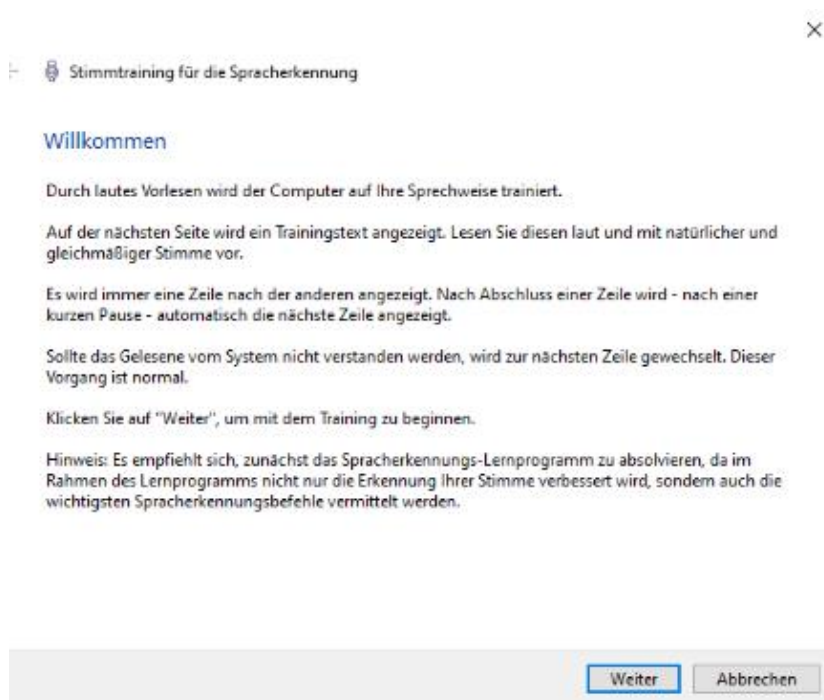 Stimmtraining für die Spracherkennung
Willkommen
Durch lautes Vorlesen wird der Computer auf Ihre Sprechweise trainiert.
Auf der nächsten Seite wird ein Trainingstext angezeigt. Lesen Sie diesen laut und mit natürlicher und
gleichmäßiger Stimme vor.
Es wird immer eine Zeile nach der anderen angezeigt. Nach Abschluss einer Zeile wird - nach einer
kurzen Pause - automatisch die nächste Zeile angezeigt.
Sollte das Gelesene vom System nicht verstanden werden, wird zur nächsten Zeile gewechselt. Dieser
Vorgang ist normal.
Klicken Sie auf "Weiter", um mit dem Training zu beginnen.
Hinweis: Es empfiehlt sich, zunächst das Spracherkennungs-Lernprogramm zu absolvieren, da im
Rahmen des Lernprogramms nicht nur die Erkennung Ihrer Stimme verbessert wird, sondern auch die
wichtigsten Spracherkennungsbefehle vermittelt werden.
Weiter Abbrechen